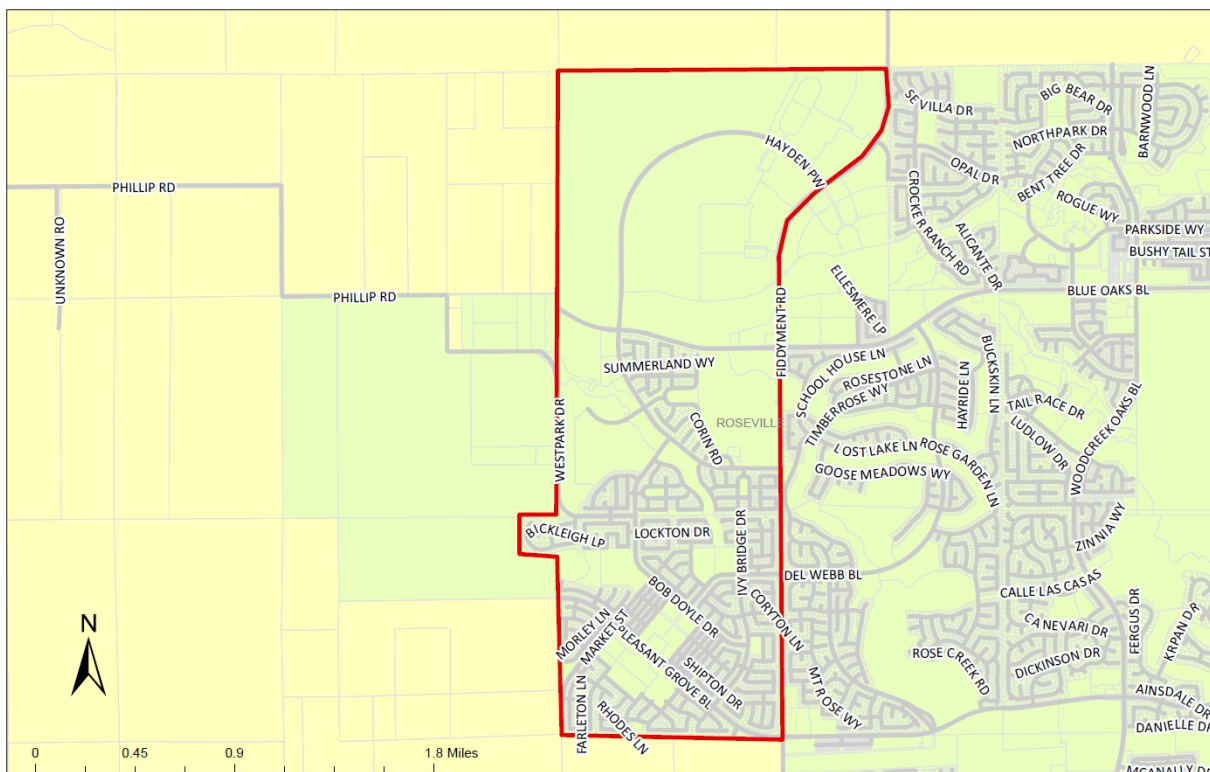 SEVILLA DR
BIG BEAR DR
BARNWOOD LN
NORTHPARK DR
HAYDEN PW
OPAL DR
BENT TREE DR
PHILLIP RD
CROCKER RANCH RD
ROGUE WY
ALICANTE DR
PARKSIDE WY
UNKNOWN RO
BUSHY TAIL ST
ELLESMERE LP
PHILLIP RD
BLUE OAKS BL
FIDDYMENT RD
SCHOOL HOUSE LN
BUCKSKIN LN
SUMMERLAND WY
ROSESTONE LN
HAYRIDE LN
TIMBERROSE WY
TAIL RACE DR
WESTPARK DR
CORIN RD
ROSEVILLE
LUDLOW DR
WOODCREEK OAKS BL
LOST LAKE LN
ROSE GARDEN LN
GOOSE MEADOWS WY
BICKLEIGH LP
LOCKTON DR
IVY BRIDGE DR
ZINNIA WY
DEL WEBB BL
CALLE LAS CASAS
BOB DOYLE DR
CORYTON LN
FERGUS DR
N
MORLEY LN
MARKET ST
PLEASANT GROVE BL
CANEVARI DR
KRPAN DR
ROSE CREEK RD
DICKINSON DR
SHIPTON DR
MT ROSE WY
AINSDALE DR
FARLETON LN
RHODES LN
DANIELLE DR
0 0.45 0.9 1.8 Miles
MCANALLY DR